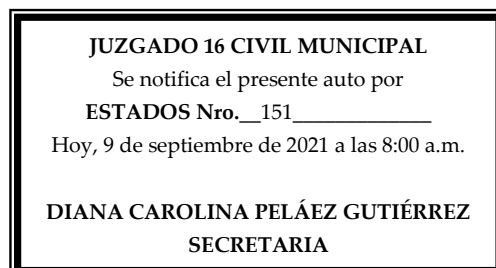 JUZGADO 16 CIVIL MUNICIPAL
Se notifica el presente auto por
ESTADOS Nro.__151_____________
Hoy, 9 de septiembre de 2021 a las 8:00 a.m.
DIANA CAROLINA PELÁEZ GUTIÉRREZ
SECRETARIA